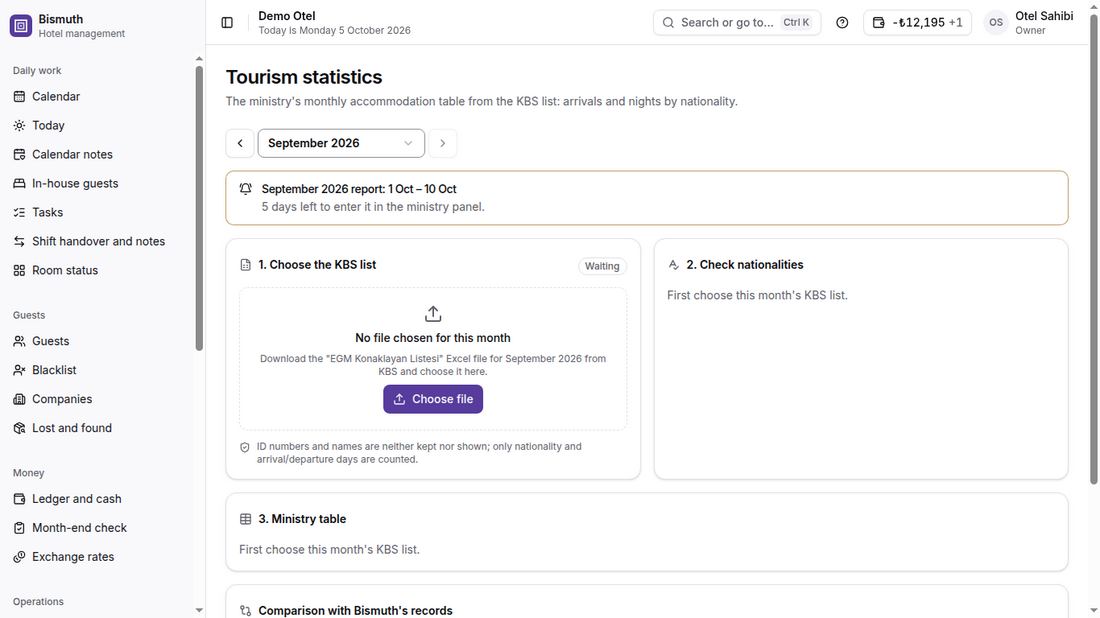 Bismuth
Hotel management
Daily work
Calendar
Today
Calendar notes
In-house guests
Tasks
Shift handover and notes
Room status
Guests
Guests
Blacklist
Companies
Lost and found
Money
Ledger and cash
Month-end check
Exchange rates
Operations
Demo Otel
Today is Monday 5 October 2026
Search or go to... Ctrl K
-₺12,195 +1
OS
Otel Sahibi
Owner
Tourism statistics
The ministry's monthly accommodation table from the KBS list: arrivals and nights by nationality.
September 2026
September 2026 report: 1 Oct – 10 Oct
5 days left to enter it in the ministry panel.
1. Choose the KBS list
Waiting
No file chosen for this month
Download the "EGM Konaklayan Listesi" Excel file for September 2026 from
KBS and choose it here.
Choose file
ID numbers and names are neither kept nor shown; only nationality and
arrival/departure days are counted.
2. Check nationalities
First choose this month's KBS list.
3. Ministry table
First choose this month's KBS list.
Comparison with Bismuth's records